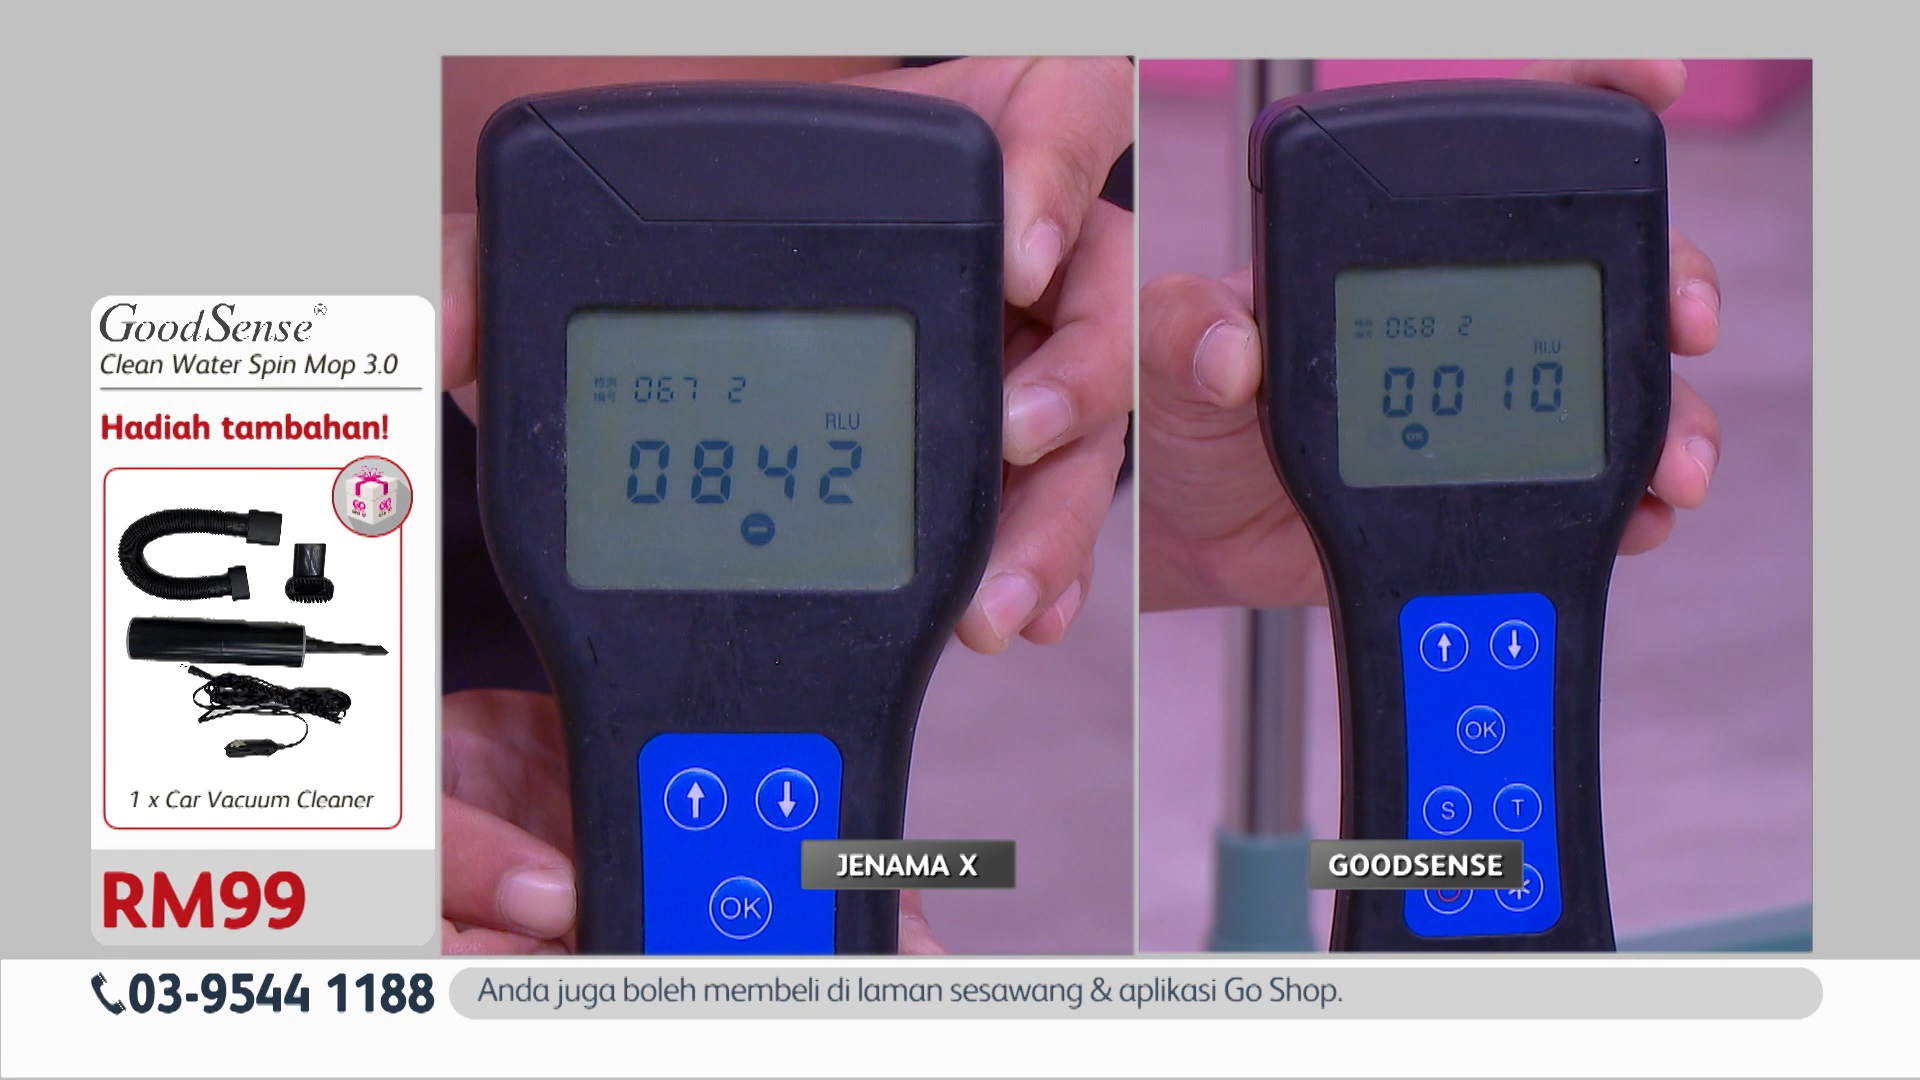 GoodSense®
Clean Water Spin Mop 3.0
Hadiah tambahan!
1 x Car Vacuum Cleaner
RM99
067 2
RLU
0842
OK
JENAMA X
068 2
RLU
0010
OK
OK
S T
GOODSENSE
03-9544 1188
Anda juga boleh membeli di laman sesawang & aplikasi Go Shop.